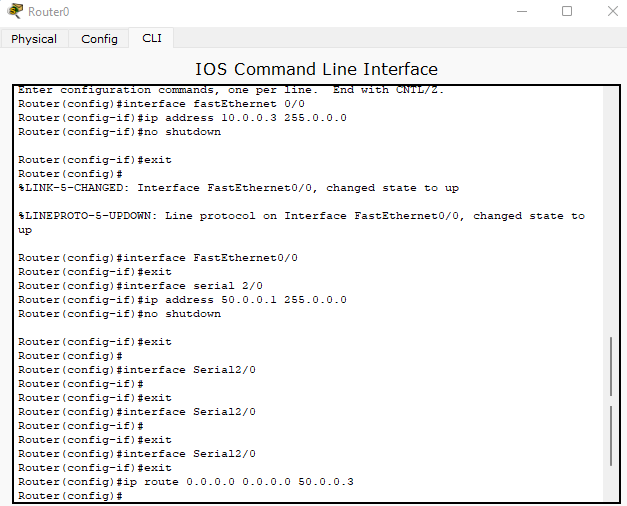 Router0
Physical Config CLI
IOS Command Line Interface
Enter configuration commands, one per line.  End with CNTL/Z.
Router(config)#interface fastEthernet 0/0
Router(config-if)#ip address 10.0.0.3 255.0.0.0
Router(config-if)#no shutdown
Router(config-if)#exit
Router(config)#
%LINK-5-CHANGED: Interface FastEthernet0/0, changed state to up
%LINEPROTO-5-UPDOWN: Line protocol on Interface FastEthernet0/0, changed state to
up
Router(config)#interface FastEthernet0/0
Router(config-if)#exit
Router(config)#interface serial 2/0
Router(config-if)#ip address 50.0.0.1 255.0.0.0
Router(config-if)#no shutdown
Router(config-if)#exit
Router(config)#
Router(config)#interface Serial2/0
Router(config-if)#
Router(config-if)#exit
Router(config)#interface Serial2/0
Router(config-if)#
Router(config-if)#exit
Router(config)#interface Serial2/0
Router(config-if)#exit
Router(config)#ip route 0.0.0.0 0.0.0.0 50.0.0.3
Router(config)#